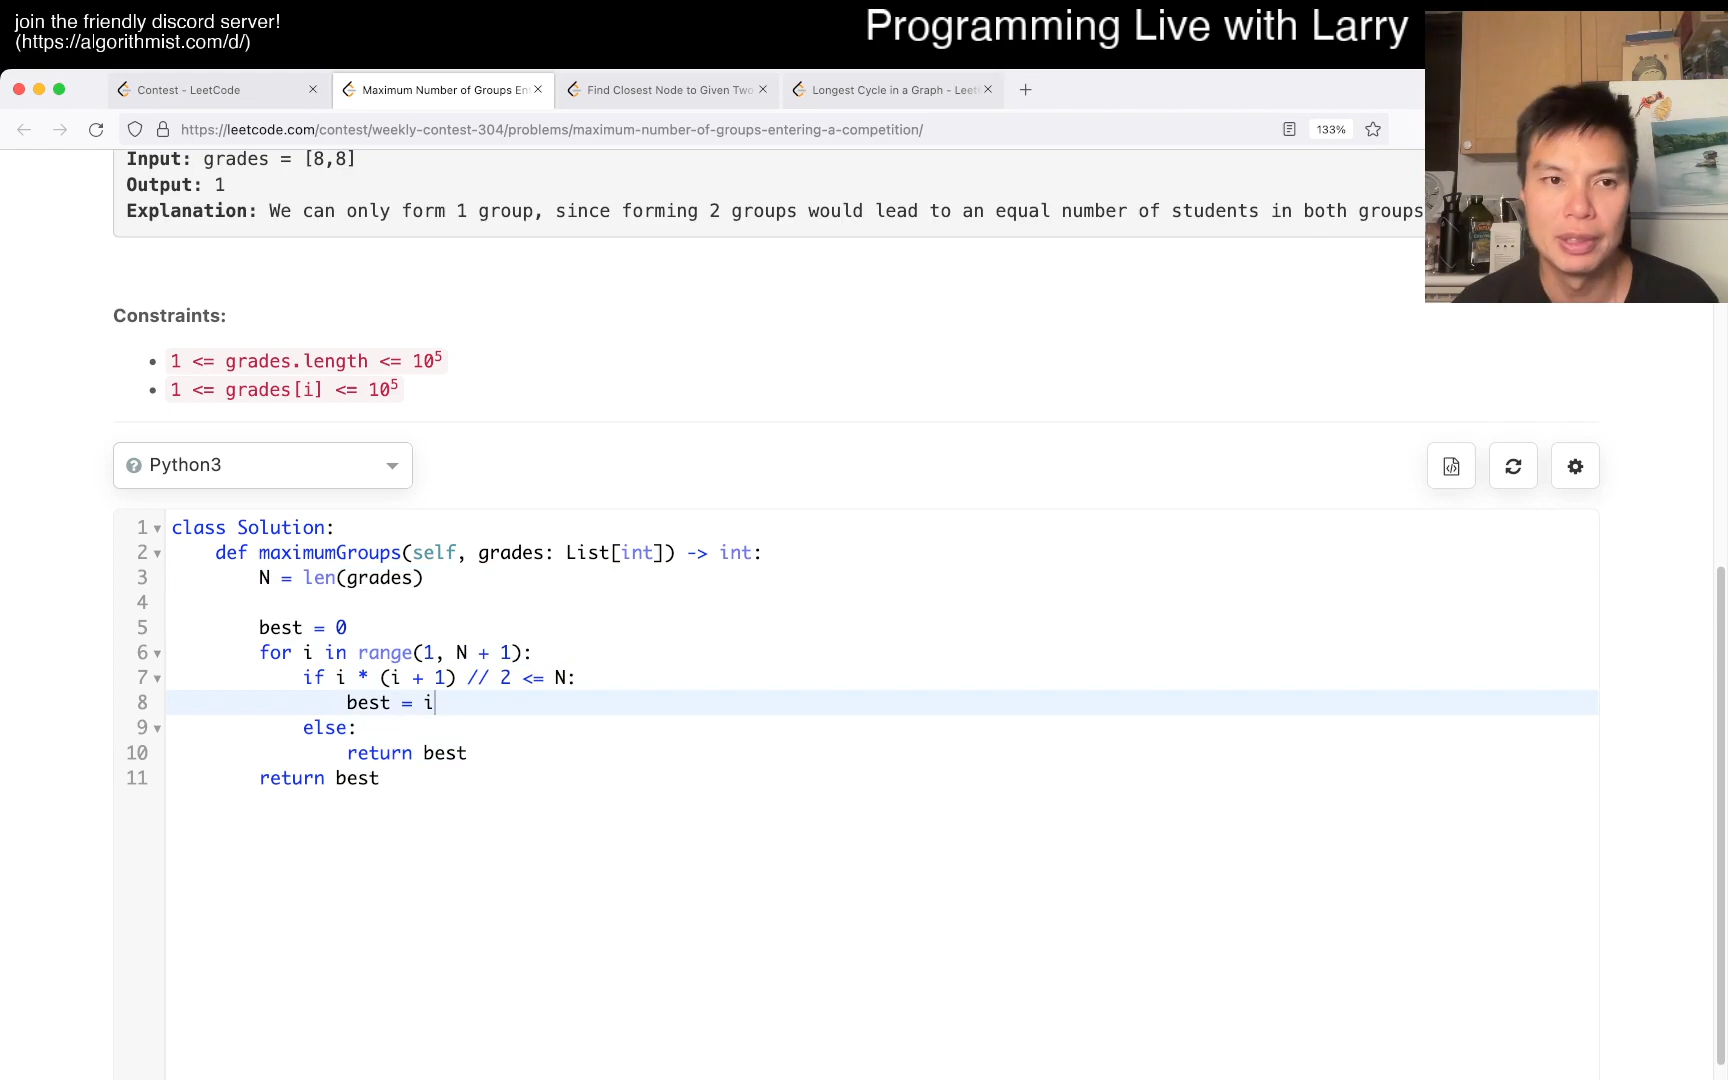 join the friendly discord server!
(https://algorithmist.com/d/)
Programming Live with Larry
Contest - LeetCode
Maximum Number of Groups En
Find Closest Node to Given Two
Longest Cycle in a Graph - Leet
https://leetcode.com/contest/weekly-contest-304/problems/maximum-number-of-groups-entering-a-competition/
133%
Input: grades = [8,8]
Output: 1
Explanation: We can only form 1 group, since forming 2 groups would lead to an equal number of students in both groups
Constraints:
1 <= grades.length <= 10⁵
1 <= grades[i] <= 10⁵
Python3
1 class Solution:
2 def maximumGroups(self, grades: List[int]) -> int:
3 N = len(grades)
4
5 best = 0
6 for i in range(1, N + 1):
7 if i * (i + 1) // 2 <= N:
8 best = i
9 else:
10 return best
11 return best